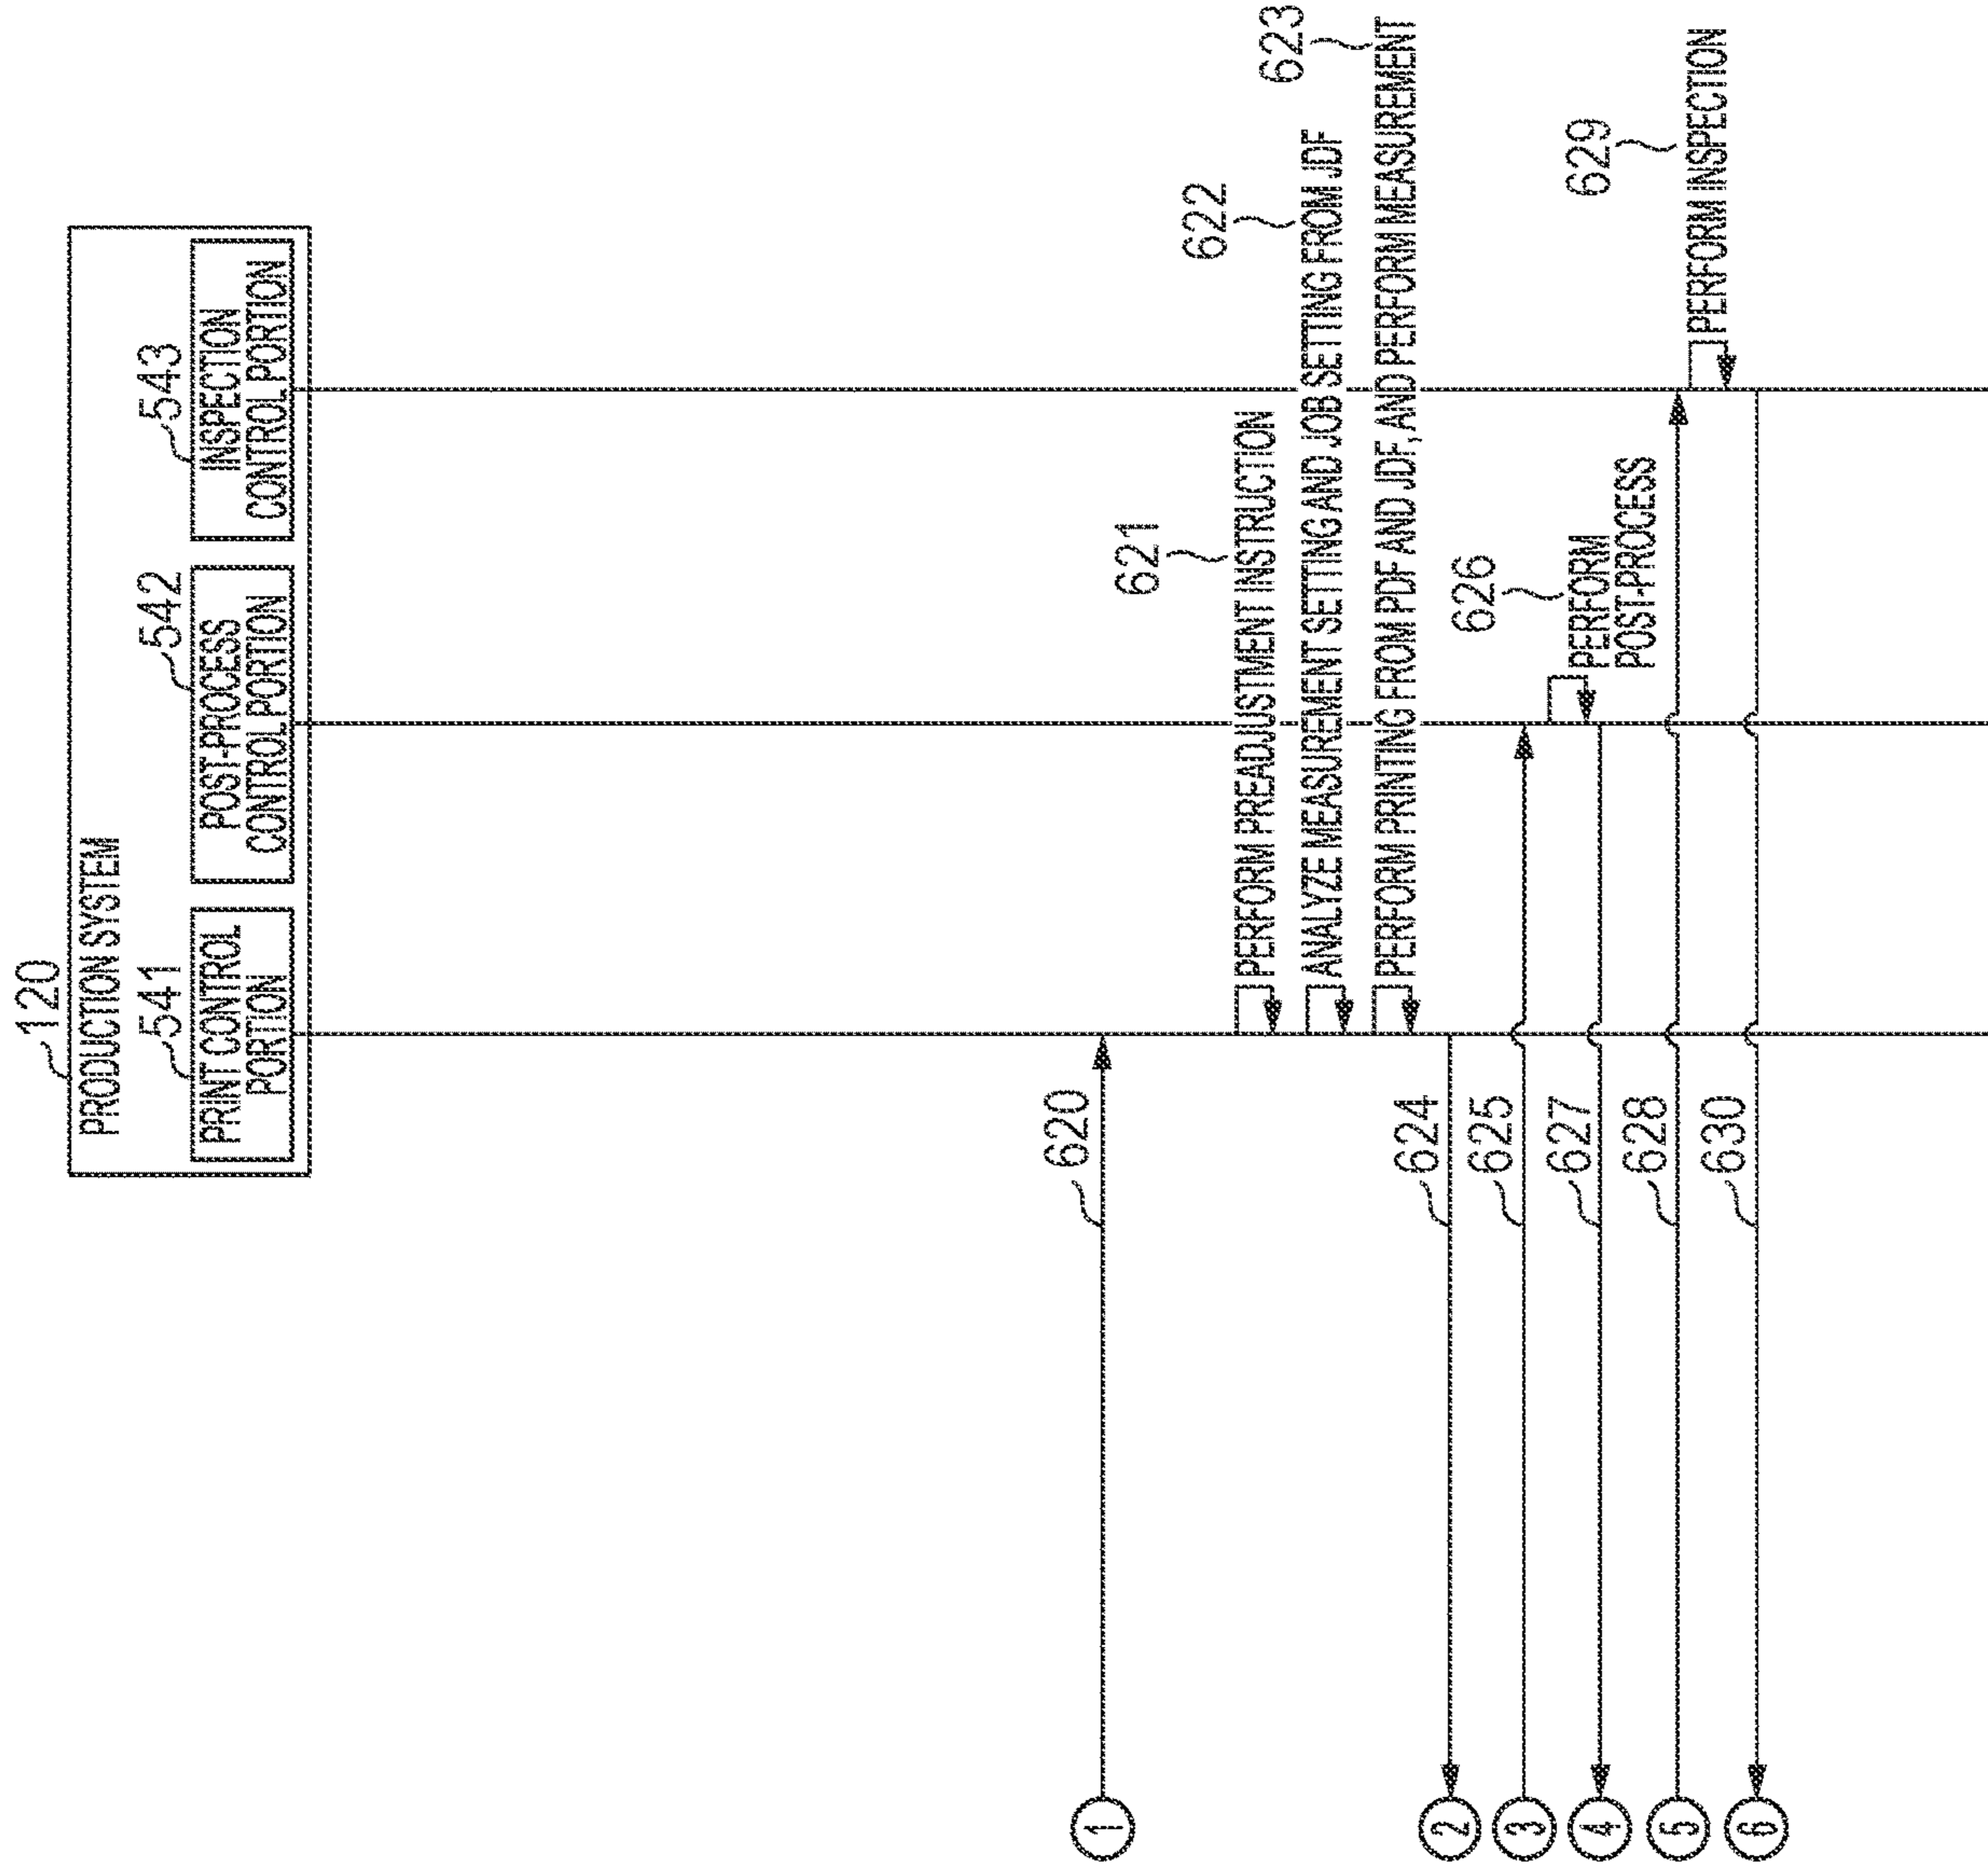 120
PRODUCTION SYSTEM
541
PRINT CONTROL
PORTION
542
POST-PROCESS
CONTROL PORTION
543
INSPECTION
CONTROL PORTION
1
620
621
PERFORM PREADJUSTMENT INSTRUCTION
622
ANALYZE MEASUREMENT SETTING AND JOB SETTING FROM JDF
623
PERFORM PRINTING FROM PDF AND JDF, AND PERFORM MEASUREMENT
2
624
3
625
626
PERFORM
POST-PROCESS
4
627
5
628
629
PERFORM INSPECTION
6
630